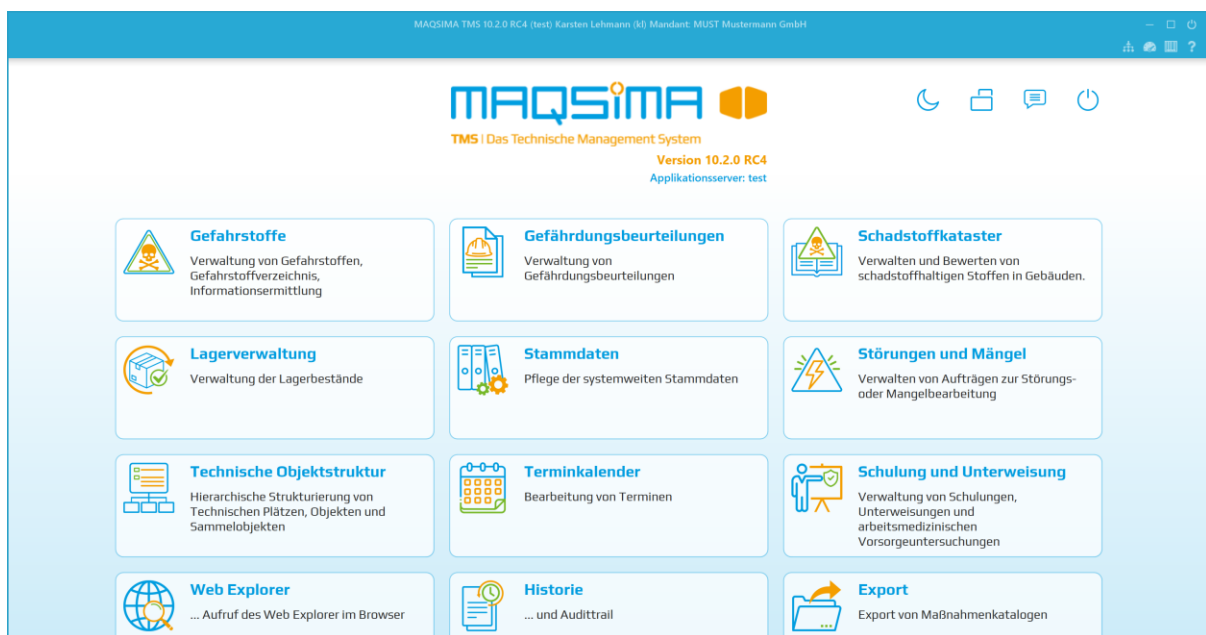 MAQSIMA TMS 10.2.0 RC4 (test) Karsten Lehmann (kl) Mandant: MUST Mustermann GmbH
?
MAQSIMA
TMS | Das Technische Management System
Version 10.2.0 RC4
Applikationsserver: test
Gefahrstoffe
Verwaltung von Gefahrstoffen,
Gefahrstoffverzeichnis,
Informationsermittlung
Gefährdungsbeurteilungen
Verwaltung von
Gefährdungsbeurteilungen
Schadstoffkataster
Verwalten und Bewerten von
schadstoffhaltigen Stoffen in Gebäuden.
Lagerverwaltung
Verwaltung der Lagerbestände
Stammdaten
Pflege der systemweiten Stammdaten
Störungen und Mängel
Verwalten von Aufträgen zur Störungs-
oder Mangelbearbeitung
Technische Objektstruktur
Hierarchische Strukturierung von
Technischen Plätzen, Objekten und
Sammelobjekten
Terminkalender
Bearbeitung von Terminen
Schulung und Unterweisung
Verwaltung von Schulungen,
Unterweisungen und
arbeitsmedizinischen
Vorsorgeuntersuchungen
Web Explorer
... Aufruf des Web Explorer im Browser
Historie
... und Audittrail
Export
Export von Maßnahmenkatalogen